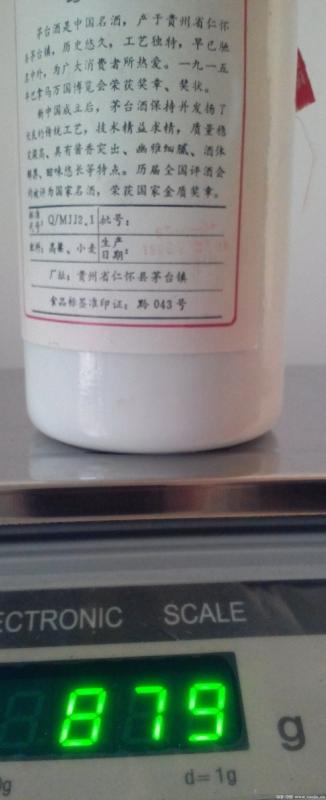 茅台酒是中国名酒，产于贵州省仁怀
县茅台镇，历史悠久，工艺独特，早已驰
名中外，为广大消费者所热爱。一九一五
年巴拿马万国博览会荣获奖章、奖状。
新中国成立后，茅台酒保持并发扬了
优良的传统工艺，技术精益求精，质量稳
定提高、具有酱香突出、幽雅细腻、酒体
醇厚、回味悠长等特点。历届全国评酒会
均被评为国家名酒，荣获国家金质奖章。
标准代号：Q/MJJ2.1 批号：
原料：高粱、小麦 生产日期：
厂址：贵州省仁怀县茅台镇
食品标签准印证：黔043号
ECTRONIC SCALE
879 g
g d=1g